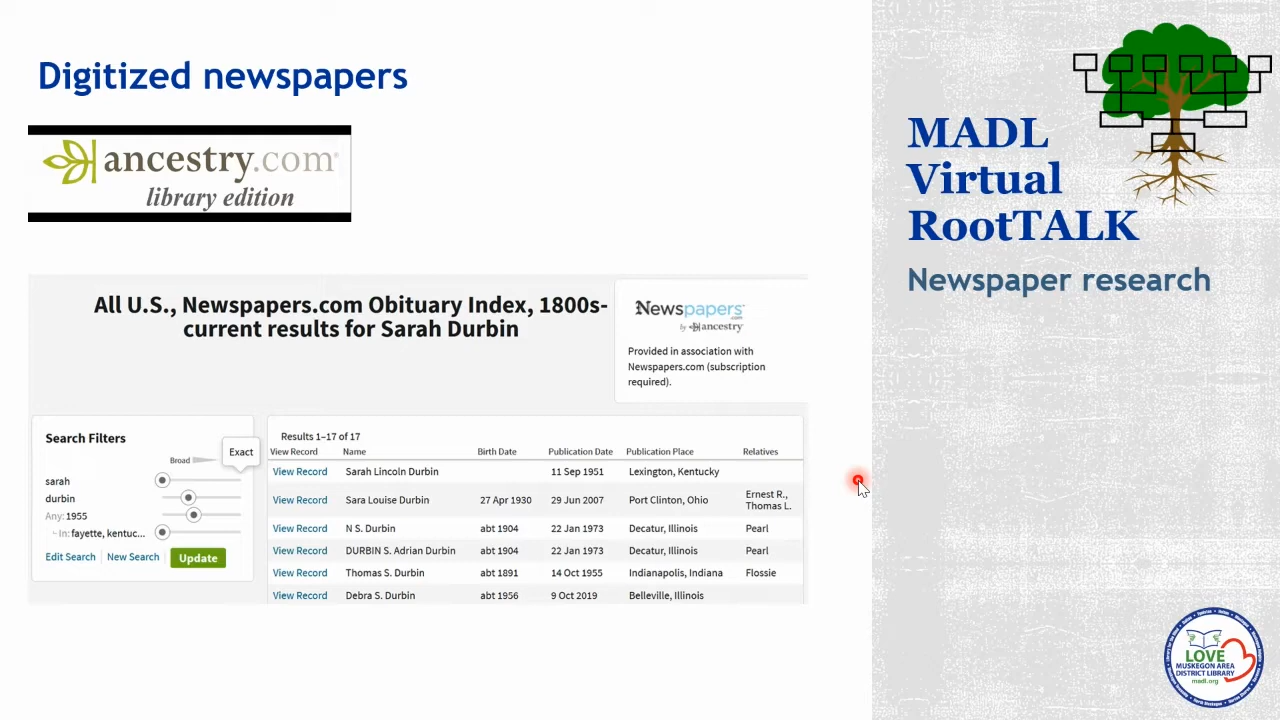 Digitized newspapers
ancestry.com®
library edition
All U.S., Newspapers.com Obituary Index, 1800s-
current results for Sarah Durbin
Newspapers
.com
by ancestry
Provided in association with
Newspapers.com (subscription
required).
Search Filters
Broad
Exact
sarah
durbin
Any: 1955
In: fayette, kentuc...
Edit Search | New Search Update
Results 1–17 of 17
View Record Name Birth Date Publication Date Publication Place Relatives
View Record Sarah Lincoln Durbin 11 Sep 1951 Lexington, Kentucky
View Record Sara Louise Durbin 27 Apr 1930 29 Jun 2007 Port Clinton, Ohio Ernest R.,
Thomas L.
View Record N S. Durbin abt 1904 22 Jan 1973 Decatur, Illinois Pearl
View Record DURBIN S. Adrian Durbin abt 1904 22 Jan 1973 Decatur, Illinois Pearl
View Record Thomas S. Durbin abt 1891 14 Oct 1955 Indianapolis, Indiana Flossie
View Record Debra S. Durbin abt 1956 9 Oct 2019 Belleville, Illinois
MADL
Virtual
RootTALK
Newspaper research
LOVE
MUSKEGON AREA
DISTRICT LIBRARY
madl.org